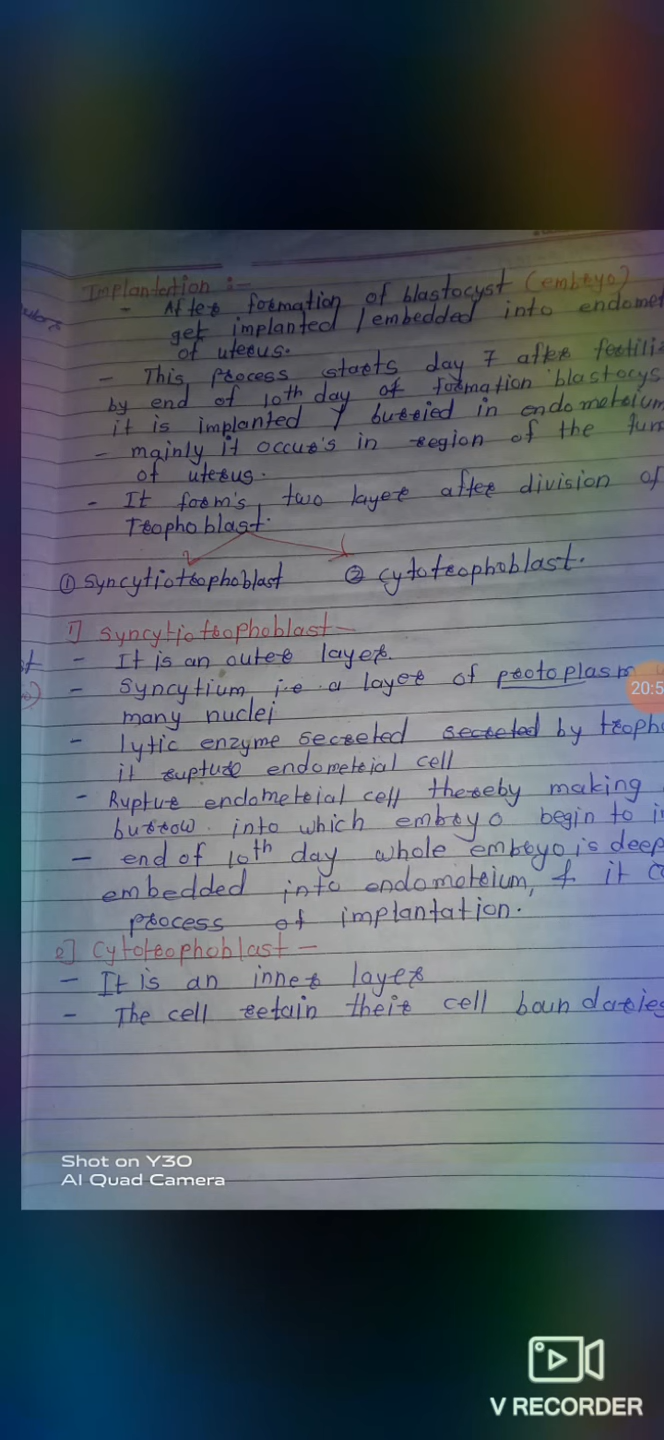 Implantation :-
- After formation of blastocyst (embryo)
get implanted / embedded into endomet
of uterus.
- This process starts day 7 after fertiliz
by end of 10th day of formation blastocys
it is implanted & burried in endometrium
- mainly it occur's in region of the fun
of uterus.
- It form's two layer after division of
Trophoblast.
① Syncytiotrophoblast ② Cytotrophoblast.
1] Syncytiotrophoblast -
- It is an outer layer.
- Syncytium i.e. a layer of protoplasm
20:5
many nuclei
- lytic enzyme secreted secreted by tropho
it rupture endometrial cell
- Rupture endometrial cell thereby making
burrow. into which embryo begin to i
- end of 10th day whole embryo is deep
embedded into endometrium, & it co
process of implantation.
2] Cytotrophoblast -
- It is an inner layer
- The cell retain their cell boundaries
Shot on Y30
AI Quad Camera
V RECORDER